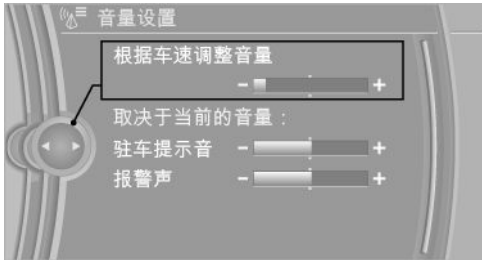 音量设置
根据车速调整音量
- +
取决于当前的音量：
驻车提示音 - +
报警声 - +